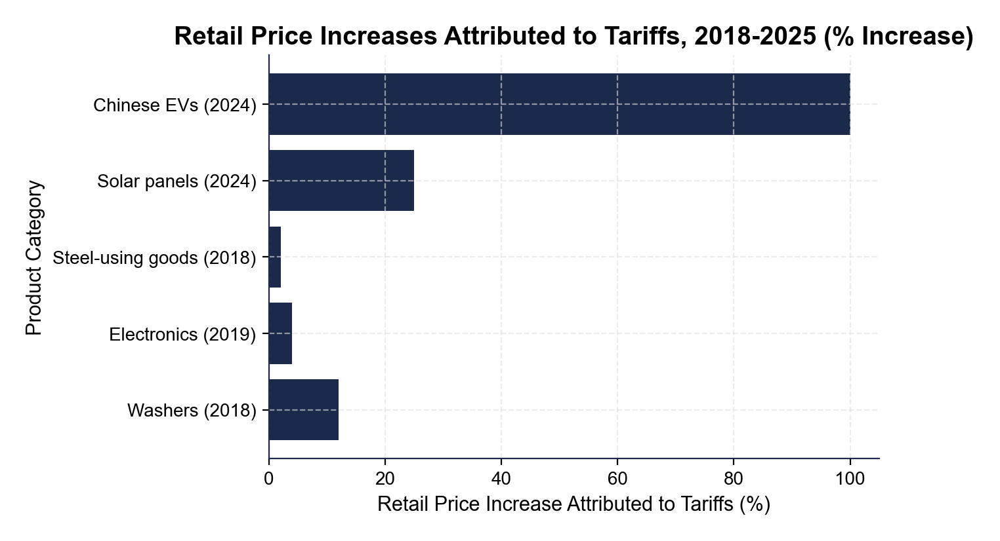 Retail Price Increases Attributed to Tariffs, 2018-2025 (% Increase)
Product Category
Chinese EVs (2024)
Solar panels (2024)
Steel-using goods (2018)
Electronics (2019)
Washers (2018)
0 20 40 60 80 100
Retail Price Increase Attributed to Tariffs (%)